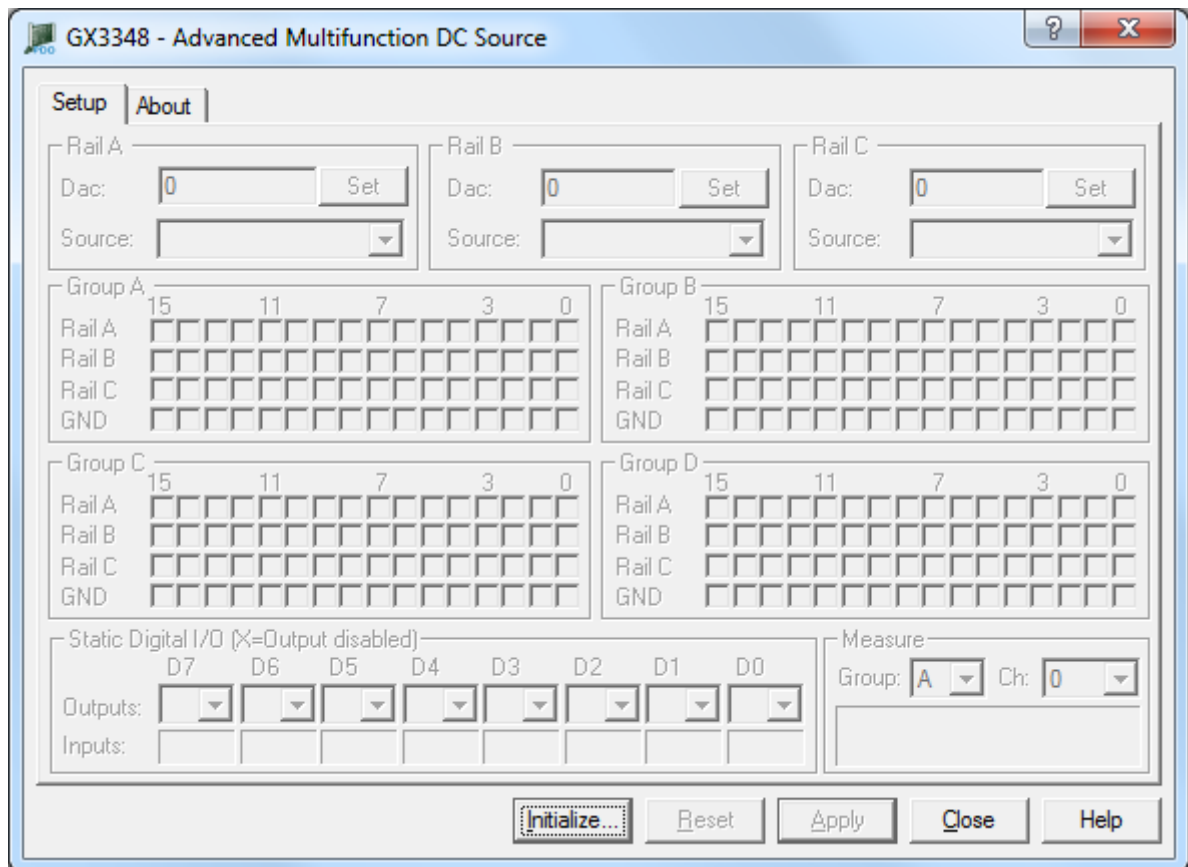 GX3348 - Advanced Multifunction DC Source
Setup About
Rail A Rail B Rail C
Dac: 0 Set Dac: 0 Set Dac: 0 Set
Source: Source: Source:
Group A Group B
15 11 7 3 0 15 11 7 3 0
Rail A Rail A
Rail B Rail B
Rail C Rail C
GND GND
Group C Group D
15 11 7 3 0 15 11 7 3 0
Rail A Rail A
Rail B Rail B
Rail C Rail C
GND GND
Static Digital I/O (X=Output disabled) Measure
D7 D6 D5 D4 D3 D2 D1 D0
Group: A Ch: 0
Outputs:
Inputs:
Initialize... Reset Apply Close Help